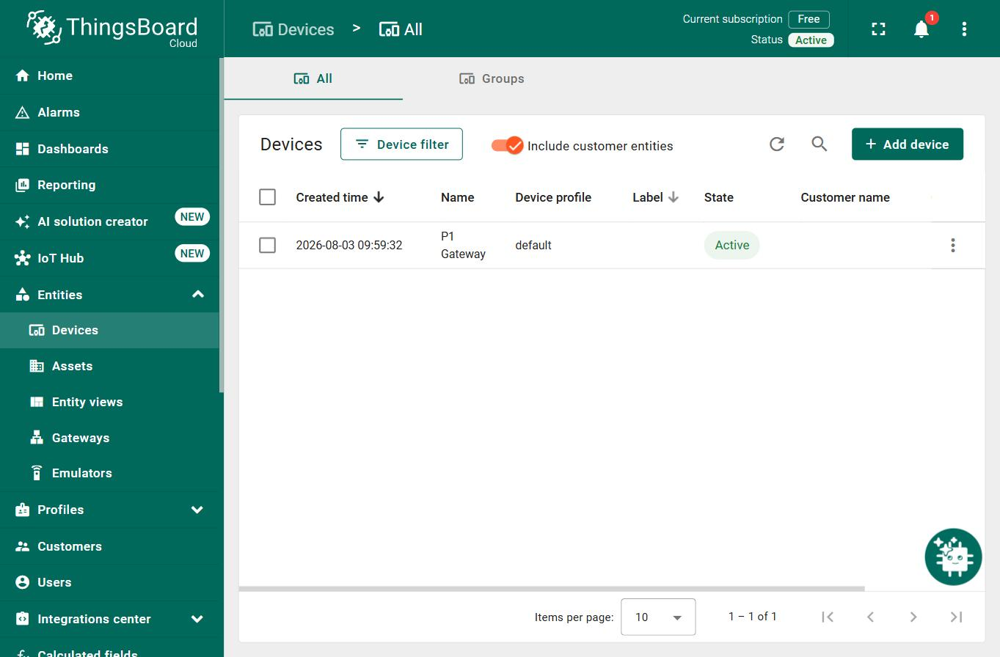 ThingsBoard
Cloud
Devices > All
Current subscription Free
Status Active
1
Home
Alarms
Dashboards
Reporting
AI solution creator NEW
IoT Hub NEW
Entities
Devices
Assets
Entity views
Gateways
Emulators
Profiles
Customers
Users
Integrations center
Calculated fields
All Groups
Devices Device filter Include customer entities + Add device
Created time Name Device profile Label State Customer name
2026-08-03 09:59:32 P1 Gateway default Active
Items per page: 10 1 – 1 of 1